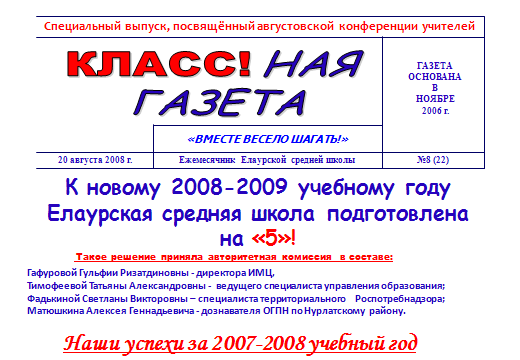 Специальный выпуск, посвящённый августовской конференции учителей
КЛАСС! НАЯ
ГАЗЕТА
ГАЗЕТА
ОСНОВАНА
В
НОЯБРЕ
2006 г.
«ВМЕСТЕ ВЕСЕЛО ШАГАТЬ!»
20 августа 2008 г. Ежемесячник Елаурской средней школы №8 (22)
К новому 2008-2009 учебному году
Елаурская средняя школа подготовлена
на «5»!
Такое решение приняла авторитетная комиссия в составе:
Гафуровой Гульфии Ризатдиновны - директора ИМЦ,
Тимофеевой Татьяны Александровны - ведущего специалиста управления образования;
Фадькиной Светланы Викторовны – специалиста территориального Роспотребнадзора;
Матюшкина Алексея Геннадьевича - дознавателя ОГПН по Нурлатскому району.
Наши успехи за 2007-2008 учебный год